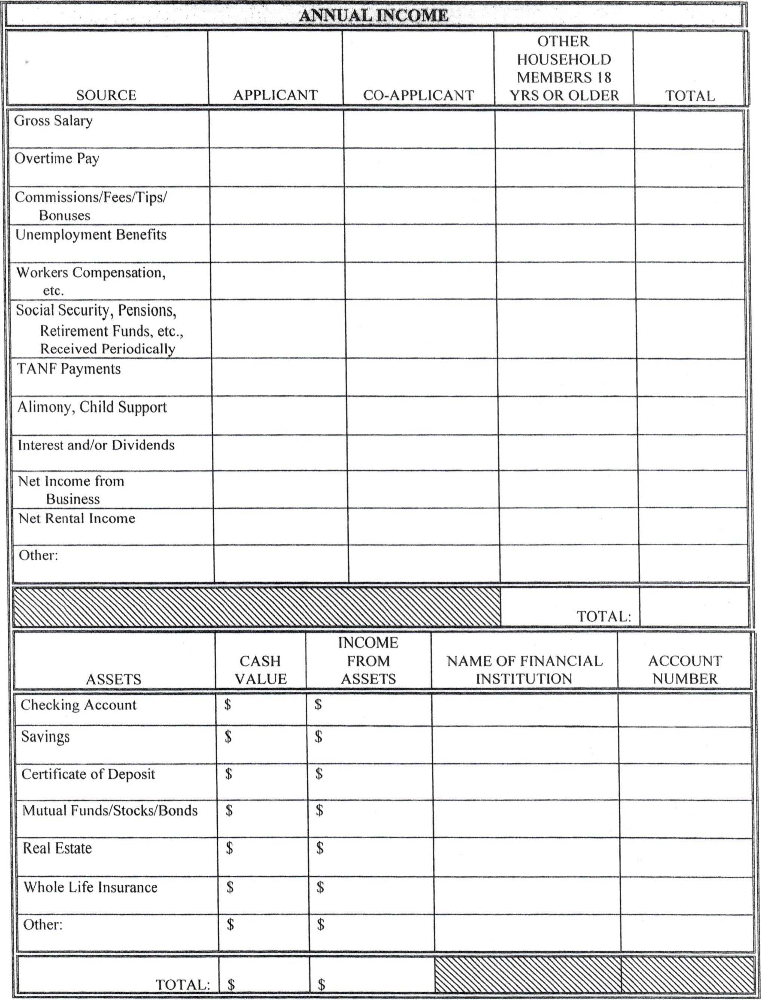 ANNUAL INCOME
OTHER
HOUSEHOLD
MEMBERS 18
SOURCE APPLICANT CO-APPLICANT YRS OR OLDER TOTAL
Gross Salary
Overtime Pay
Commissions/Fees/Tips/
Bonuses
Unemployment Benefits
Workers Compensation,
etc.
Social Security, Pensions,
Retirement Funds, etc.,
Received Periodically
TANF Payments
Alimony, Child Support
Interest and/or Dividends
Net Income from
Business
Net Rental Income
Other:
TOTAL:
INCOME
CASH FROM NAME OF FINANCIAL ACCOUNT
ASSETS VALUE ASSETS INSTITUTION NUMBER
Checking Account $ $
Savings $ $
Certificate of Deposit $ $
Mutual Funds/Stocks/Bonds $ $
Real Estate $ $
Whole Life Insurance $ $
Other: $ $
TOTAL: $ $